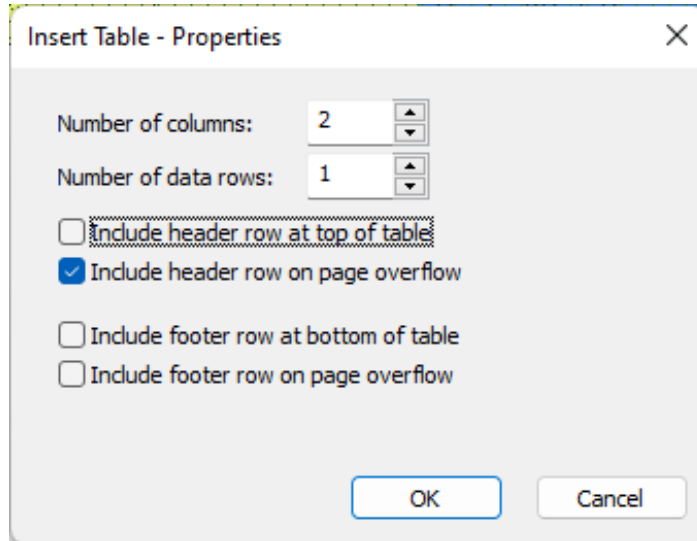 Insert Table - Properties
Number of columns: 2
Number of data rows: 1
Include header row at top of table
Include header row on page overflow
Include footer row at bottom of table
Include footer row on page overflow
OK Cancel